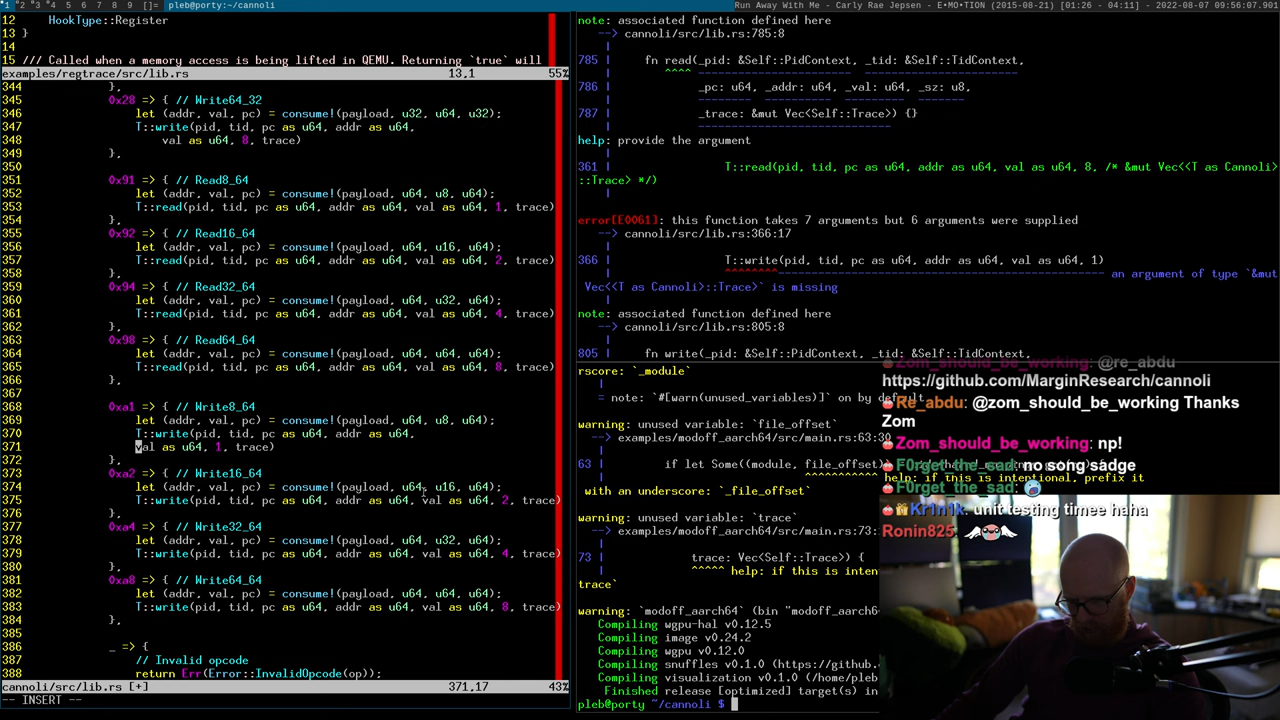 1 2 3 4 5 6 7 8 9 []= pleb@porty:~/cannoli
Run Away With Me - Carly Rae Jepsen - E•MO•TION (2015-08-21) [01:26 - 04:11] - 2022-08-07 09:56:07.901
12     HookType::Register
13 }
14
15 /// Called when a memory access is being lifted in QEMU. Returning `true` will
examples/regtrace/src/lib.rs 13,1 55%
344 },
345 0x28 => { // Write64_32
346 let (addr, val, pc) = consume!(payload, u32, u64, u32);
347 T::write(pid, tid, pc as u64, addr as u64,
348 val as u64, 8, trace)
349 },
350
351 0x91 => { // Read8_64
352 let (addr, val, pc) = consume!(payload, u64, u8, u64);
353 T::read(pid, tid, pc as u64, addr as u64, val as u64, 1, trace)
354 },
355 0x92 => { // Read16_64
356 let (addr, val, pc) = consume!(payload, u64, u16, u64);
357 T::read(pid, tid, pc as u64, addr as u64, val as u64, 2, trace)
358 },
359 0x94 => { // Read32_64
360 let (addr, val, pc) = consume!(payload, u64, u32, u64);
361 T::read(pid, tid, pc as u64, addr as u64, val as u64, 4, trace)
362 },
363 0x98 => { // Read64_64
364 let (addr, val, pc) = consume!(payload, u64, u64, u64);
365 T::read(pid, tid, pc as u64, addr as u64, val as u64, 8, trace)
366 },
367
368 0xa1 => { // Write8_64
369 let (addr, val, pc) = consume!(payload, u64, u8, u64);
370 T::write(pid, tid, pc as u64, addr as u64,
371 val as u64, 1, trace)
372 },
373 0xa2 => { // Write16_64
374 let (addr, val, pc) = consume!(payload, u64, u16, u64);
375 T::write(pid, tid, pc as u64, addr as u64, val as u64, 2, trace)
376 },
377 0xa4 => { // Write32_64
378 let (addr, val, pc) = consume!(payload, u64, u32, u64);
379 T::write(pid, tid, pc as u64, addr as u64, val as u64, 4, trace)
380 },
381 0xa8 => { // Write64_64
382 let (addr, val, pc) = consume!(payload, u64, u64, u64);
383 T::write(pid, tid, pc as u64, addr as u64, val as u64, 8, trace)
384 },
385
386 _ => {
387 // Invalid opcode
388 return Err(Error::InvalidOpcode(op));
cannoli/src/lib.rs [+] 371,17 43%
-- INSERT --
note: associated function defined here
--> cannoli/src/lib.rs:785:8
|
785 | fn read(_pid: &Self::PidContext, _tid: &Self::TidContext,
| ^^^^ -----------------------
786 | _pc: u64, _addr: u64, _val: u64, _sz: u8,
| -------- ---------- --------- -------
787 | _trace: &mut Vec<Self::Trace>) {}
| -----------------------------
help: provide the argument
|
361 | T::read(pid, tid, pc as u64, addr as u64, val as u64, 8, /* &mut Vec<<T as Cannoli>
::Trace> */)
|
error[E0061]: this function takes 7 arguments but 6 arguments were supplied
--> cannoli/src/lib.rs:366:17
|
366 | T::write(pid, tid, pc as u64, addr as u64, val as u64, 1)
| ^^^^^^^^------------------------------------------------- an argument of type `&mut
Vec<<T as Cannoli>::Trace>` is missing
|
note: associated function defined here
--> cannoli/src/lib.rs:805:8
|
805 | fn write(_pid: &Self::PidContext, _tid: &Self::TidContext,
rscore: `_module`
|
= note: `#[warn(unused_variables)]` on by default
warning: unused variable: `file_offset`
--> examples/modoff_aarch64/src/main.rs:63:30
|
63 | if let Some((module, file_offset)
| ^^^^^^^^^^^ help: if this is intentional, prefix it
with an underscore: `_file_offset`
warning: unused variable: `trace`
--> examples/modoff_aarch64/src/main.rs:73:
|
73 | trace: Vec<Self::Trace>) {
| ^^^^^ help: if this is inten
trace`
warning: `modoff_aarch64` (bin "modoff_aarch6
Compiling wgpu-hal v0.12.5
Compiling image v0.24.2
Compiling wgpu v0.12.0
Compiling snuffles v0.1.0 (https://github.
Compiling visualization v0.1.0 (/home/pleb
Finished release [optimized] target(s) in
pleb@porty ~/cannoli $
Zom_should_be_working: @re_abdu
https://github.com/MarginResearch/cannoli
Re_abdu: @zom_should_be_working Thanks
Zom
Zom_should_be_working: np!
F0rget_the_sad: no song sadge
F0rget_the_sad:
Kr1n1k: unit testing timee haha
Ronin825: